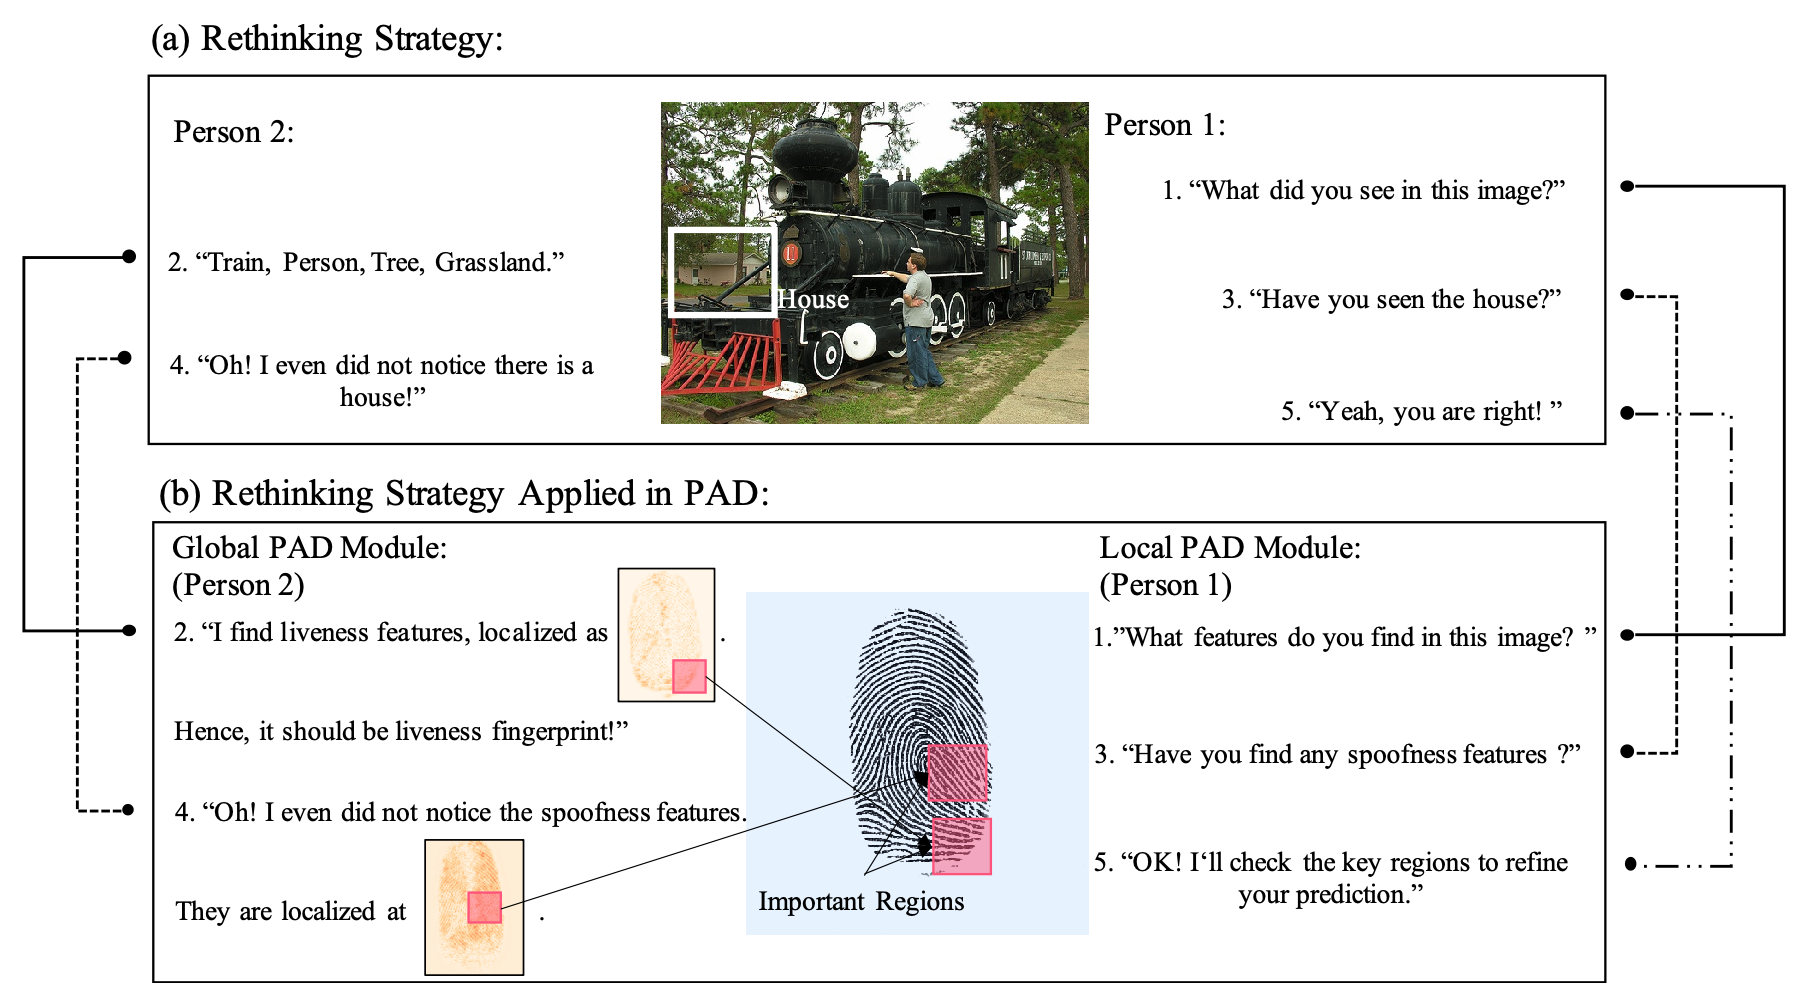 (a) Rethinking Strategy:
Person 2:
Person 1:
1. “What did you see in this image?”
2. “Train, Person, Tree, Grassland.”
3. “Have you seen the house?”
House
4. “Oh! I even did not notice there is a
house!”
5. “Yeah, you are right! ”
(b) Rethinking Strategy Applied in PAD:
Global PAD Module:
(Person 2)
Local PAD Module:
(Person 1)
1.”What features do you find in this image? ”
2. “I find liveness features, localized as .
Hence, it should be liveness fingerprint!”
3. “Have you find any spoofness features ?”
4. “Oh! I even did not notice the spoofness features.
They are localized at .
5. “OK! I‘ll check the key regions to refine
your prediction.”
Important Regions